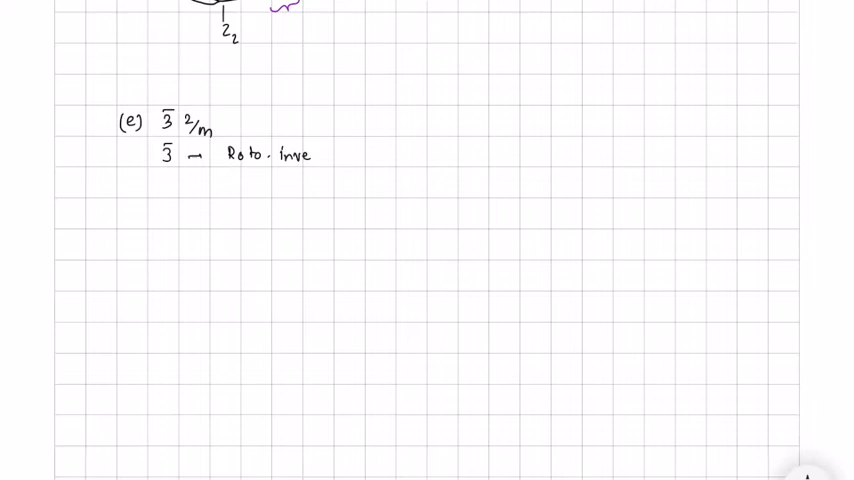 2₂
(e) 3̅ 2/m
3̅ → Roto. inve